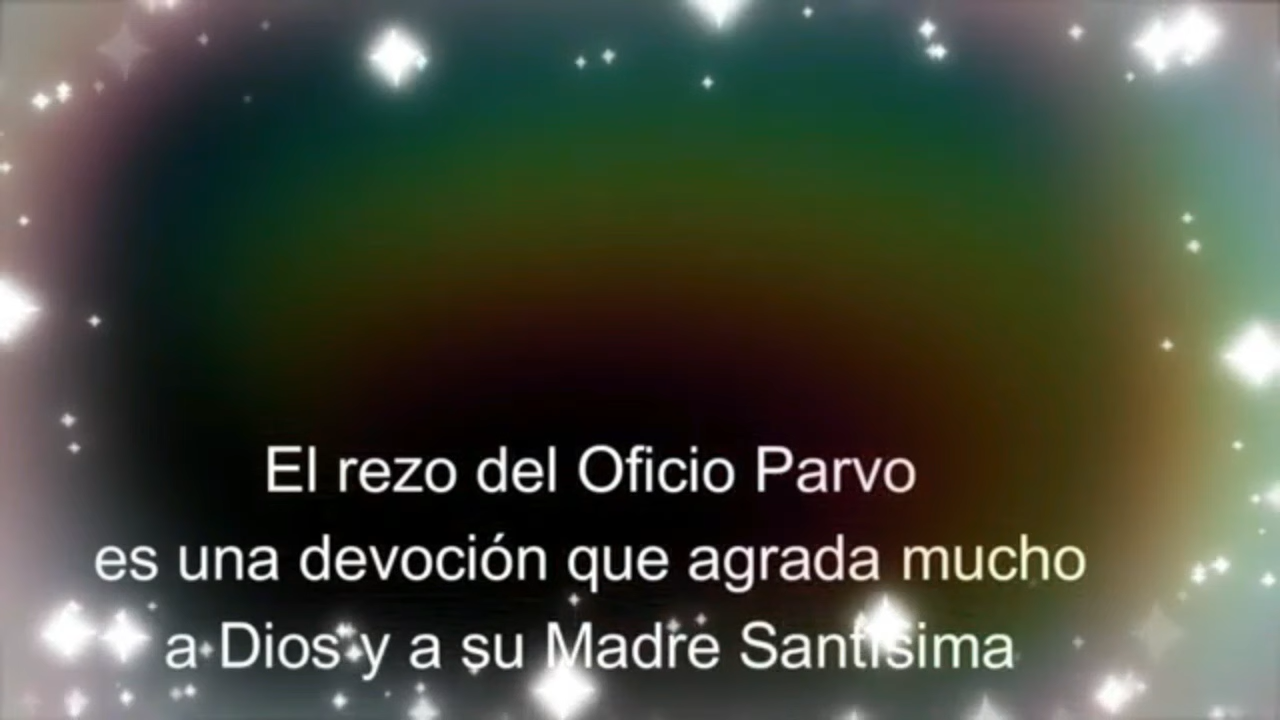 El rezo del Oficio Parvo
es una devoción que agrada mucho
a Dios y a su Madre Santísima